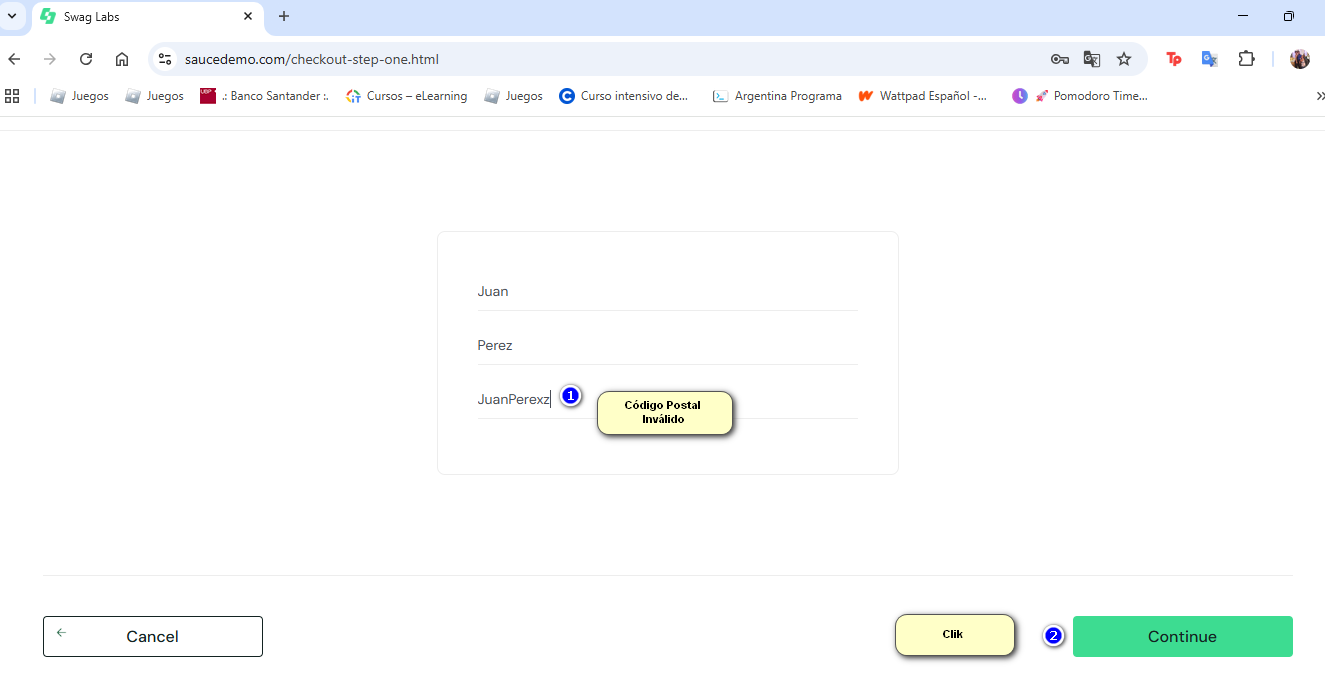 Swag Labs
saucedemo.com/checkout-step-one.html
Juegos
Juegos
.: Banco Santander :.
Cursos – eLearning
Juegos
Curso intensivo de...
Argentina Programa
Wattpad Español -...
Pomodoro Time...
Juan
Perez
JuanPerexz
1
Código Postal
Inválido
Cancel
Clik
2
Continue